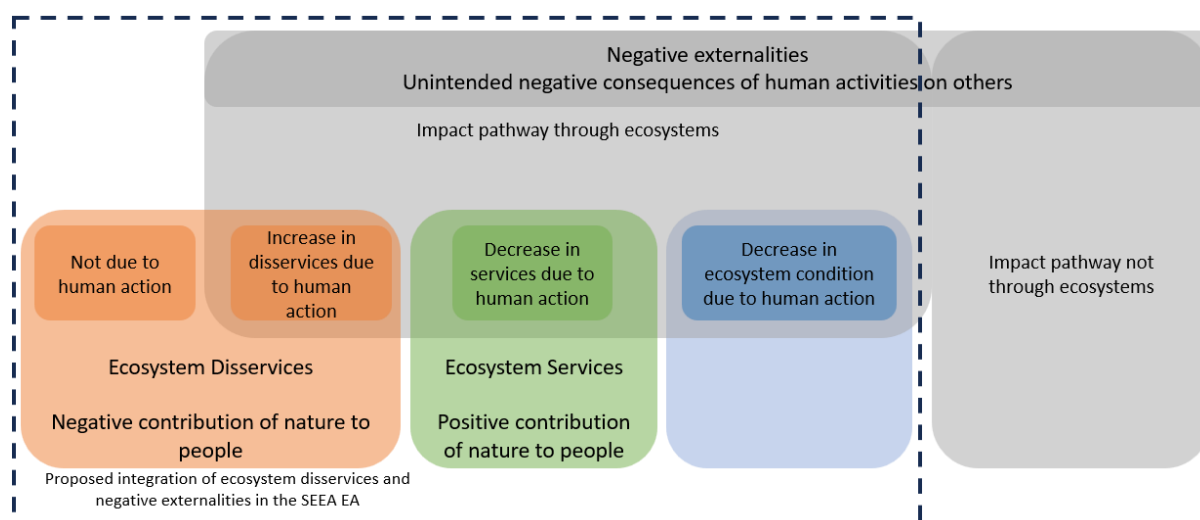 Negative externalities
Unintended negative consequences of human activities on others
Impact pathway through ecosystems
Not due to
human action
Increase in
disservices due
to human
action
Decrease in
services due to
human action
Decrease in
ecosystem condition
due to human action
Impact pathway not
through ecosystems
Ecosystem Disservices
Negative contribution of nature to
people
Ecosystem Services
Positive contribution
of nature to people
Proposed integration of ecosystem disservices and
negative externalities in the SEEA EA